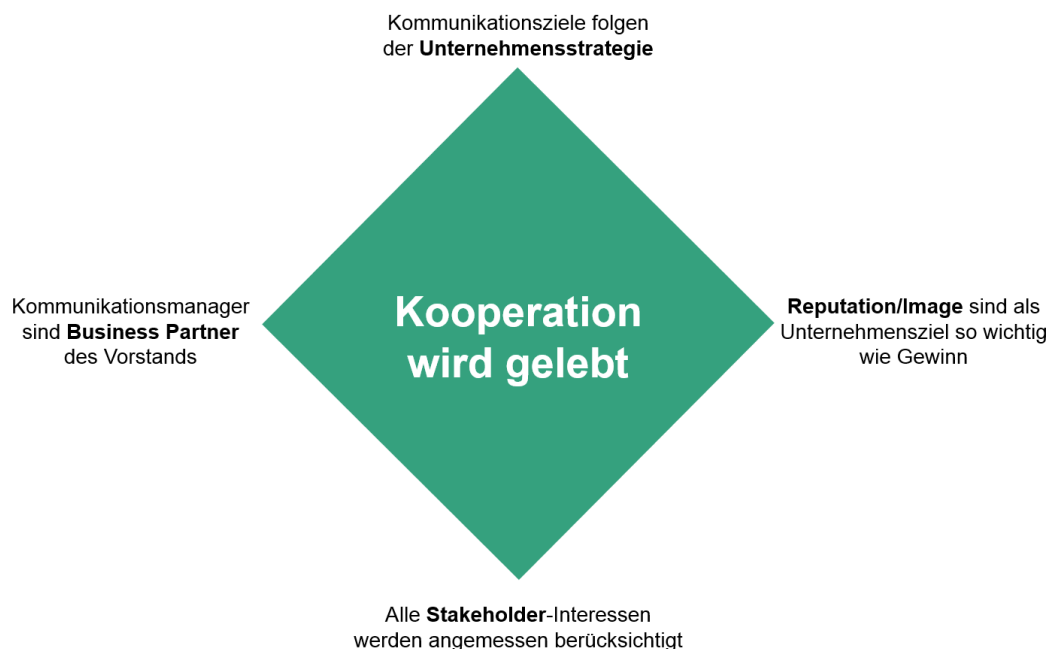 Kommunikationsziele folgen
der Unternehmensstrategie
Kommunikationsmanager
sind Business Partner
des Vorstands
Kooperation
wird gelebt
Reputation/Image sind als
Unternehmensziel so wichtig
wie Gewinn
Alle Stakeholder-Interessen
werden angemessen berücksichtigt